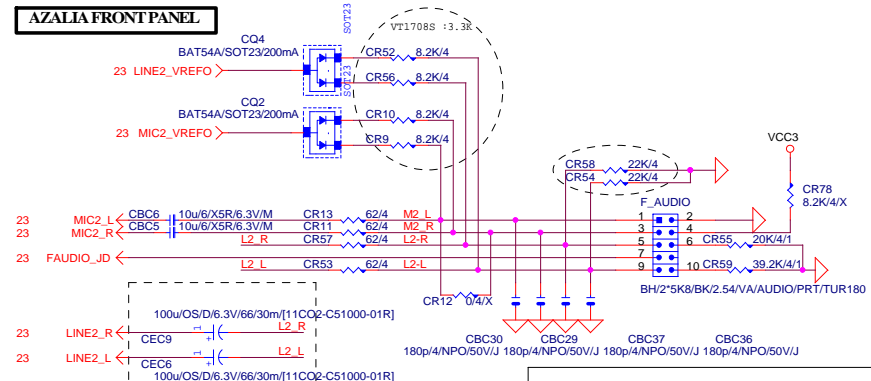 AZALIA FRONT PANEL
SOT23
VT1708S :3.3K
CQ4
BAT54A/SOT23/200mA
CR52 8.2K/4
23 LINE2_VREFO
SOT23
CR56 8.2K/4
CQ2
BAT54A/SOT23/200mA
CR10 8.2K/4
23 MIC2_VREFO
CR9 8.2K/4
VCC3
CR58 22K/4
CR54 22K/4
CR78
8.2K/4/X
F_AUDIO
23 MIC2_L CBC6 10u/6/X5R/6.3V/M CR13 62/4 M2_L 1 2
23 MIC2_R CBC5 10u/6/X5R/6.3V/M CR11 62/4 M2_R 3 4
L2_R CR57 62/4 L2-R 5 6 CR55 20K/4/1
23 FAUDIO_JD 7
L2_L CR53 62/4 L2-L 9 10 CR59 39.2K/4/1
BH/2*5K8/BK/2.54/VA/AUDIO/PRT/TUR180
CR12 0/4/X
100u/OS/D/6.3V/66/30m/[11CO2-C51000-01R]
23 LINE2_R 1 + L2_R
CEC9
23 LINE2_L 1 + L2_L
CEC6
100u/OS/D/6.3V/66/30m/[11CO2-C51000-01R]
CBC30 CBC29 CBC37 CBC36
180p/4/NPO/50V/J 180p/4/NPO/50V/J 180p/4/NPO/50V/J 180p/4/NPO/50V/J